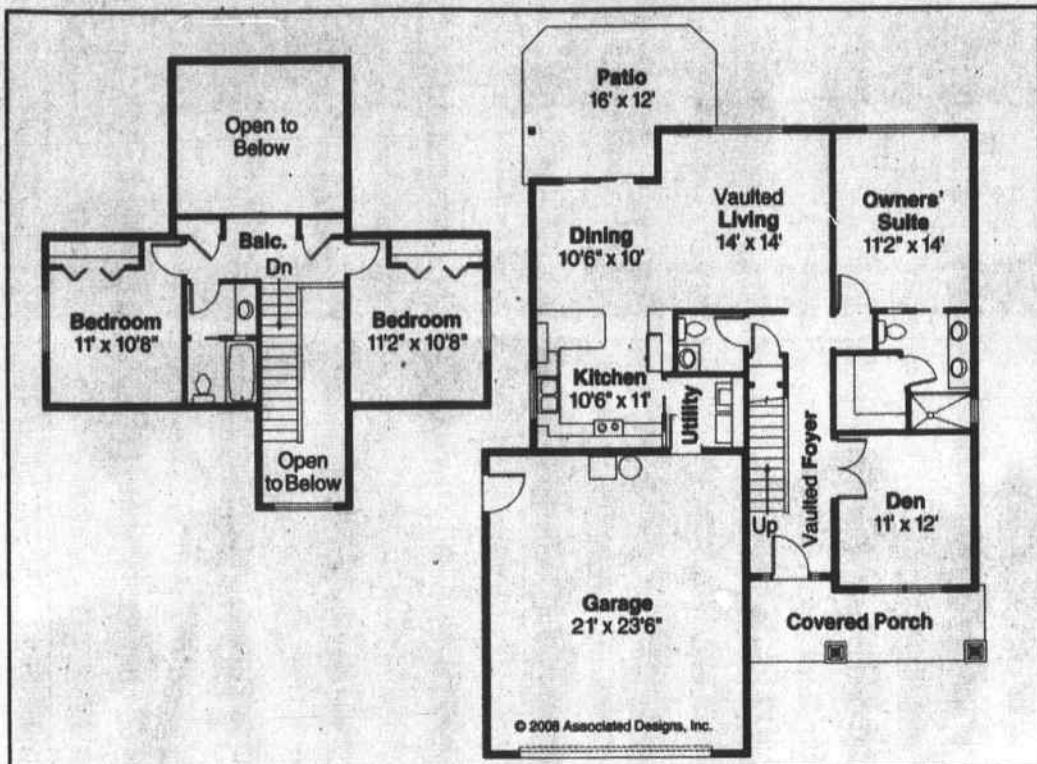 Open to
Below
Balc.
Dn
Bedroom
11' x 10'8"
Bedroom
11'2" x 10'8"
Open
to Below
Patio
16' x 12'
Dining
10'6" x 10'
Vaulted
Living
14' x 14'
Owners'
Suite
11'2" x 14'
Kitchen
10'6" x 11'
Utility
Vaulted Foyer
Up
Den
11' x 12'
Garage
21' x 23'6"
Covered Porch
© 2008 Associated Designs, Inc.